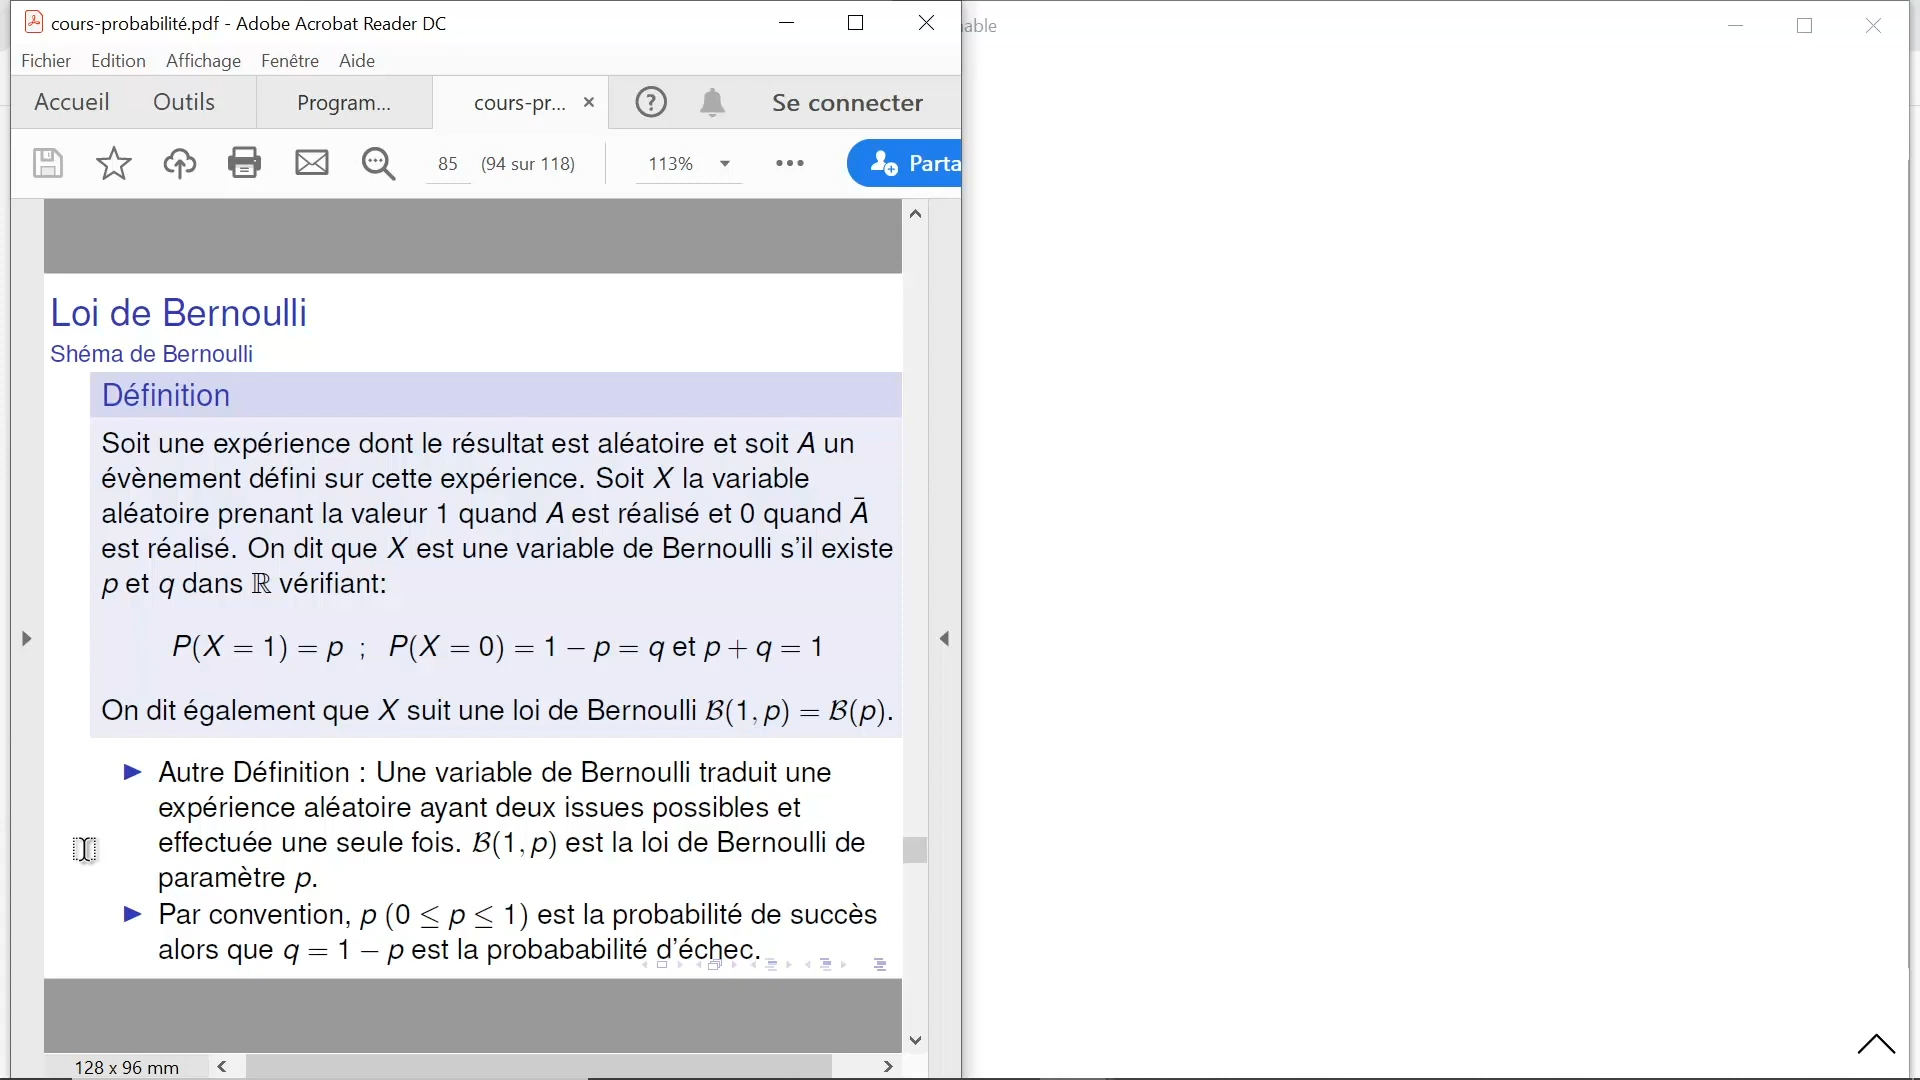 cours-probabilité.pdf - Adobe Acrobat Reader DC
able
Fichier Edition Affichage Fenêtre Aide
Accueil Outils Program... cours-pr... × Se connecter
85 (94 sur 118) 113% ••• Parta
Loi de Bernoulli
Shéma de Bernoulli
Définition
Soit une expérience dont le résultat est aléatoire et soit A un
évènement défini sur cette expérience. Soit X la variable
aléatoire prenant la valeur 1 quand A est réalisé et 0 quand Ā
est réalisé. On dit que X est une variable de Bernoulli s'il existe
p et q dans ℝ vérifiant:
P(X = 1) = p ; P(X = 0) = 1 − p = q et p + q = 1
On dit également que X suit une loi de Bernoulli ℬ(1, p) = ℬ(p).
▶ Autre Définition : Une variable de Bernoulli traduit une
expérience aléatoire ayant deux issues possibles et
effectuée une seule fois. ℬ(1, p) est la loi de Bernoulli de
paramètre p.
▶ Par convention, p (0 ≤ p ≤ 1) est la probabilité de succès
alors que q = 1 − p est la probabability d'échec.
128 x 96 mm